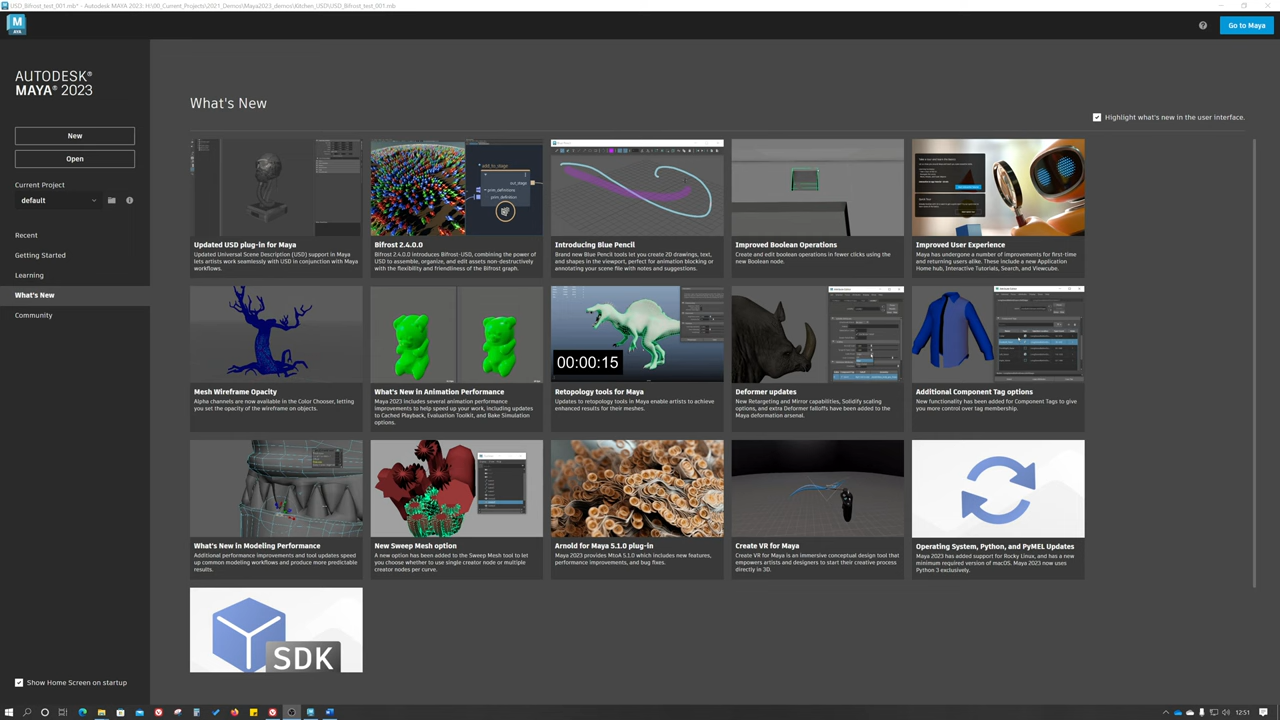 USD_Bifrost_test_001.mb* - Autodesk MAYA 2023: H:\00_Current_Projects\2021_Demos\Maya2023_demos\Kitchen_USD\USD_Bifrost_test_001.mb
Go to Maya
AUTODESK®
MAYA® 2023
New
Open
Current Project
default
Recent
Getting Started
Learning
What's New
Community
Show Home Screen on startup
What's New
Highlight what's new in the user interface.
Updated USD plug-in for Maya
Updated Universal Scene Description (USD) support in Maya
lets artists work seamlessly with USD in conjunction with Maya
workflows.
add_to_stage
out_stage
prim_definitions
prim_definition
Bifrost 2.4.0.0
Bifrost 2.4.0.0 introduces Bifrost-USD, combining the power of
USD to assemble, organize, and edit assets non-destructively
with the flexibility and friendliness of the Bifrost graph.
Introducing Blue Pencil
Brand new Blue Pencil tools let you create 2D drawings, text,
and shapes in the viewport, perfect for animation blocking or
annotating your scene file with notes and suggestions.
Improved Boolean Operations
Create and edit boolean operations in fewer clicks using the
new Boolean node.
Improved User Experience
Maya has undergone a number of improvements for first-time
and returning users alike. These include a new Application
Home hub, Interactive Tutorials, Search, and Viewcube.
Mesh Wireframe Opacity
Alpha channels are now available in the Color Chooser, letting
you set the opacity of the wireframe on objects.
What's New in Animation Performance
Maya 2023 includes several animation performance
improvements to help speed up your work, including updates
to Cached Playback, Evaluation Toolkit, and Bake Simulation
options.
00:00:15
Retopology tools for Maya
Updates to retopology tools in Maya enable artists to achieve
enhanced results for their meshes.
Deformer updates
New Retargeting and Mirror capabilities, Solidify scaling
options, and extra Deformer falloffs have been added to the
Maya deformation arsenal.
Additional Component Tag options
New functionality has been added for Component Tags to give
you more control over tag membership.
What's New in Modeling Performance
Additional performance improvements and tool updates speed
up common modeling workflows and produce more predictable
results.
New Sweep Mesh option
A new option has been added to the Sweep Mesh tool to let
you choose whether to use single creator node or multiple
creator nodes per curve.
Arnold for Maya 5.1.0 plug-in
Maya 2023 provides MtoA 5.1.0 which includes new features,
performance improvements, and bug fixes.
Create VR for Maya
Create VR for Maya is an immersive conceptual design tool that
empowers artists and designers to start their creative process
directly in 3D.
Operating System, Python, and PyMEL Updates
Maya 2023 has added support for Rocky Linux, and has a new
minimum required version of macOS. Maya 2023 now uses
Python 3 exclusively.
SDK
12:51